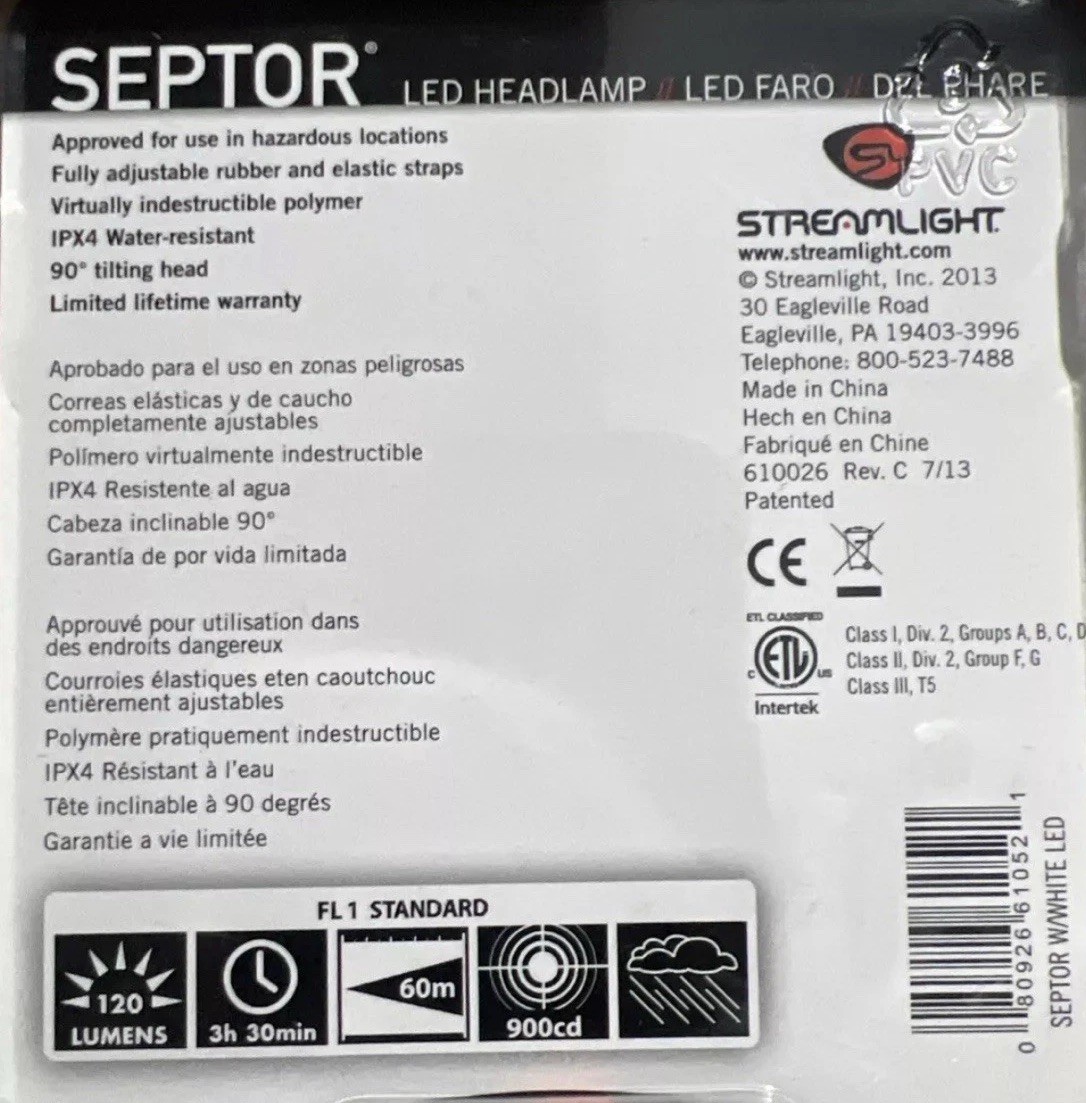 SEPTOR®
LED HEADLAMP // LED FARO // DEL PHARE
Approved for use in hazardous locations
Fully adjustable rubber and elastic straps
Virtually indestructible polymer
IPX4 Water-resistant
90° tilting head
Limited lifetime warranty
Aprobado para el uso en zonas peligrosas
Correas elásticas y de caucho
completamente ajustables
Polímero virtualmente indestructible
IPX4 Resistente al agua
Cabeza inclinable 90°
Garantía de por vida limitada
Approuvé pour utilisation dans
des endroits dangereux
Courroies élastiques eten caoutchouc
entièrement ajustables
Polymère pratiquement indestructible
IPX4 Résistant à l'eau
Tête inclinable à 90 degrés
Garantie a vie limitée
PVC
STREAMLIGHT®
www.streamlight.com
© Streamlight, Inc. 2013
30 Eagleville Road
Eagleville, PA 19403-3996
Telephone: 800-523-7488
Made in China
Hech en China
Fabriqué en Chine
610026 Rev. C 7/13
Patented
CE
ETL CLASSIFIED
c ETL us
Intertek
Class I, Div. 2, Groups A, B, C, D
Class II, Div. 2, Group F, G
Class III, T5
FL 1 STANDARD
120
LUMENS
3h 30min
60m
900cd
0 80926 61052 1
SEPTOR W/WHITE LED